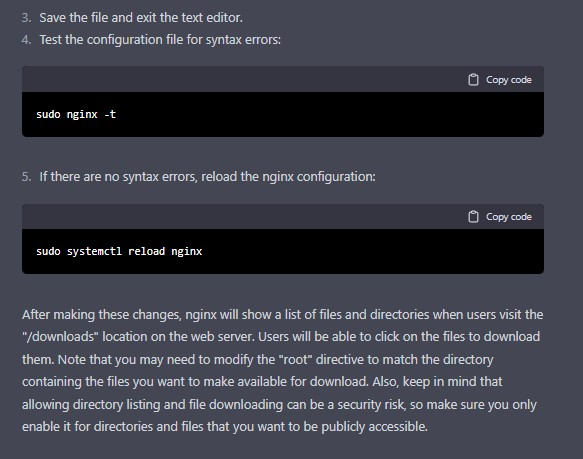 3. Save the file and exit the text editor.
4. Test the configuration file for syntax errors:
Copy code
sudo nginx -t
5. If there are no syntax errors, reload the nginx configuration:
Copy code
sudo systemctl reload nginx
After making these changes, nginx will show a list of files and directories when users visit the
"/downloads" location on the web server. Users will be able to click on the files to download
them. Note that you may need to modify the "root" directive to match the directory
containing the files you want to make available for download. Also, keep in mind that
allowing directory listing and file downloading can be a security risk, so make sure you only
enable it for directories and files that you want to be publicly accessible.